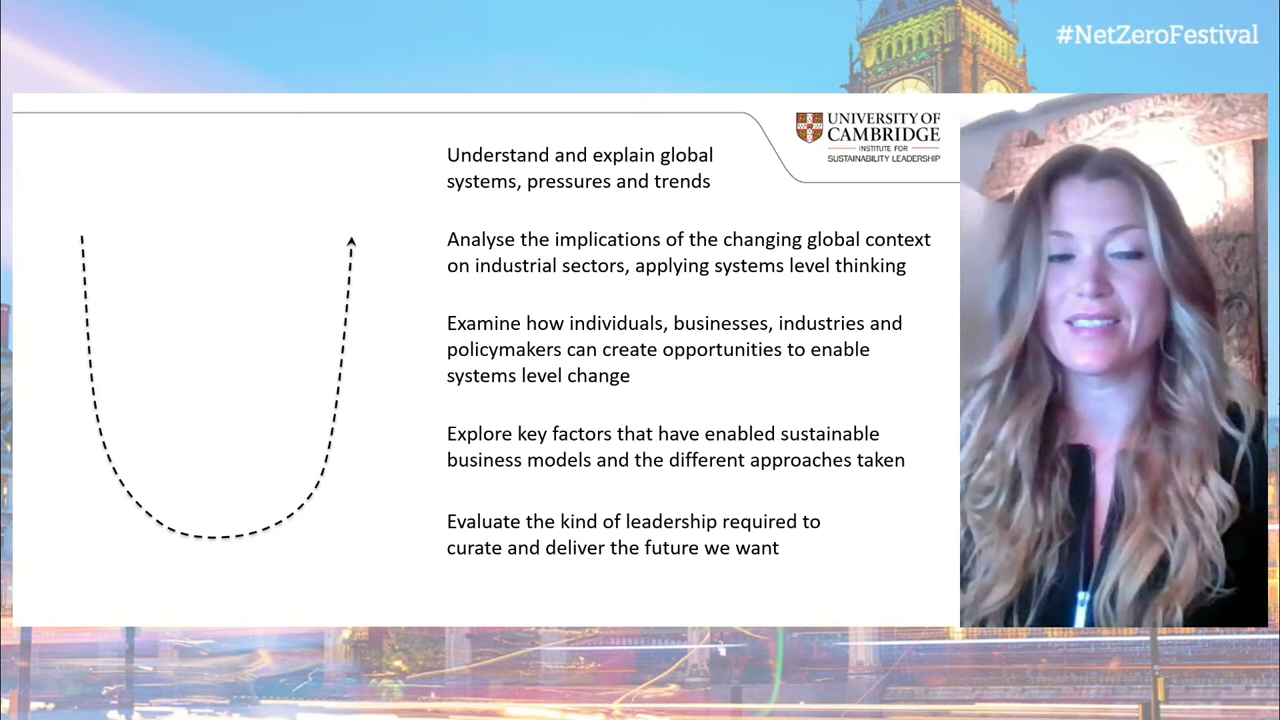 #NetZeroFestival
UNIVERSITY OF
CAMBRIDGE
INSTITUTE FOR
SUSTAINABILITY LEADERSHIP
Understand and explain global
systems, pressures and trends
Analyse the implications of the changing global context
on industrial sectors, applying systems level thinking
Examine how individuals, businesses, industries and
policymakers can create opportunities to enable
systems level change
Explore key factors that have enabled sustainable
business models and the different approaches taken
Evaluate the kind of leadership required to
curate and deliver the future we want